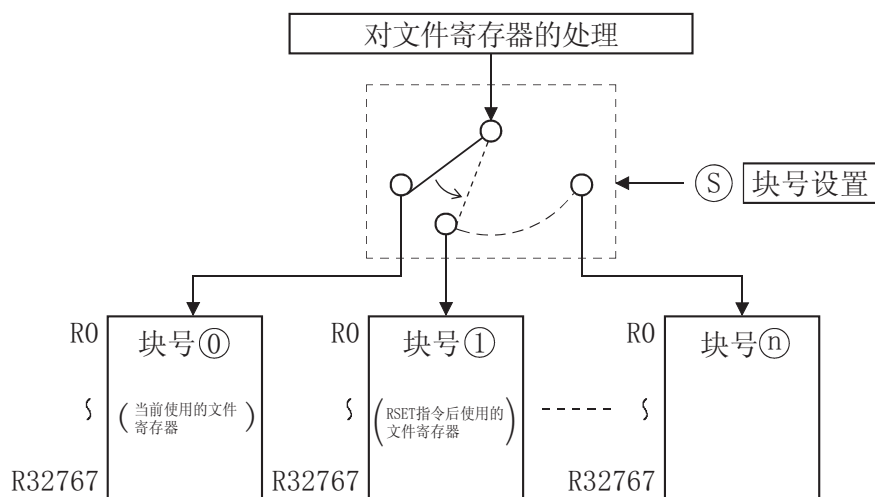 对文件寄存器的处理
Ⓢ 块号设置
R0 块号⓪
R0 块号①
R0 块号ⓝ
(当前使用的文件
寄存器)
(RSET指令后使用的
文件寄存器)
R32767
R32767
R32767